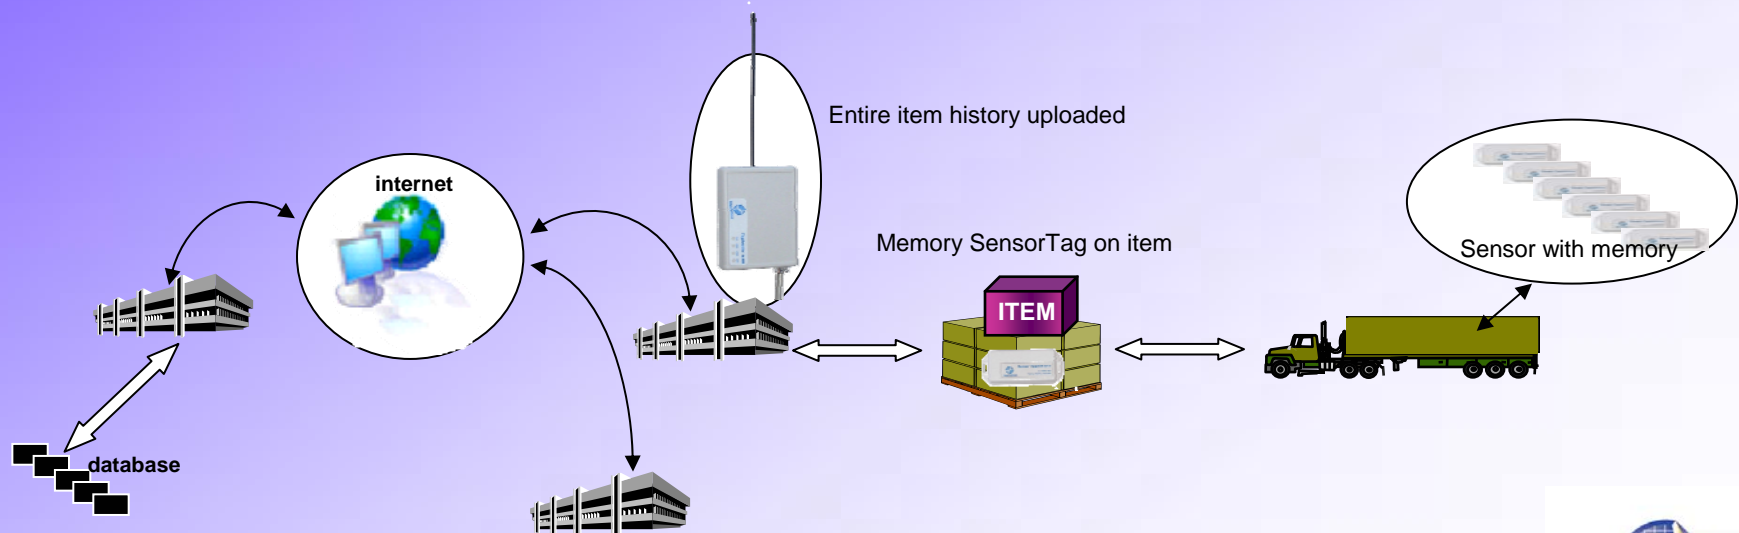 Entire item history uploaded
internet
Memory SensorTag on item
Sensor with memory
ITEM
database